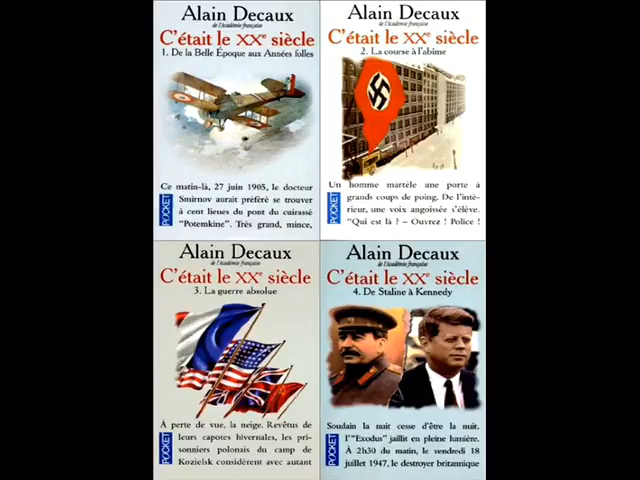 Alain Decaux
de l'Académie française
C'était le XXe siècle
1. De la Belle Époque aux Années folles
Ce matin-là, 27 juin 1905, le docteur
Smirnov aurait préféré se trouver
à cent lieues du pont du cuirassé
"Potemkine". Très grand, mince,
POCKET
Alain Decaux
de l'Académie française
C'était le XXe siècle
2. La course à l'abîme
Un homme martèle une porte à
grands coups de poing. De l'inté-
rieur, une voix angoissée s'élève.
"Qui est là ? – Ouvrez ! Police !
POCKET
Alain Decaux
de l'Académie française
C'était le XXe siècle
3. La guerre absolue
À perte de vue, la neige. Revêtus de
leurs capotes hivernales, les pri-
sonniers polonais du camp de
Kozielsk considèrent avec autant
POCKET
Alain Decaux
de l'Académie française
C'était le XXe siècle
4. De Staline à Kennedy
Soudain la nuit cesse d'être la nuit,
l'"Exodus" jaillit en pleine lumière.
À 2h30 du matin, le vendredi 18
juillet 1947, le destroyer britannique
POCKET